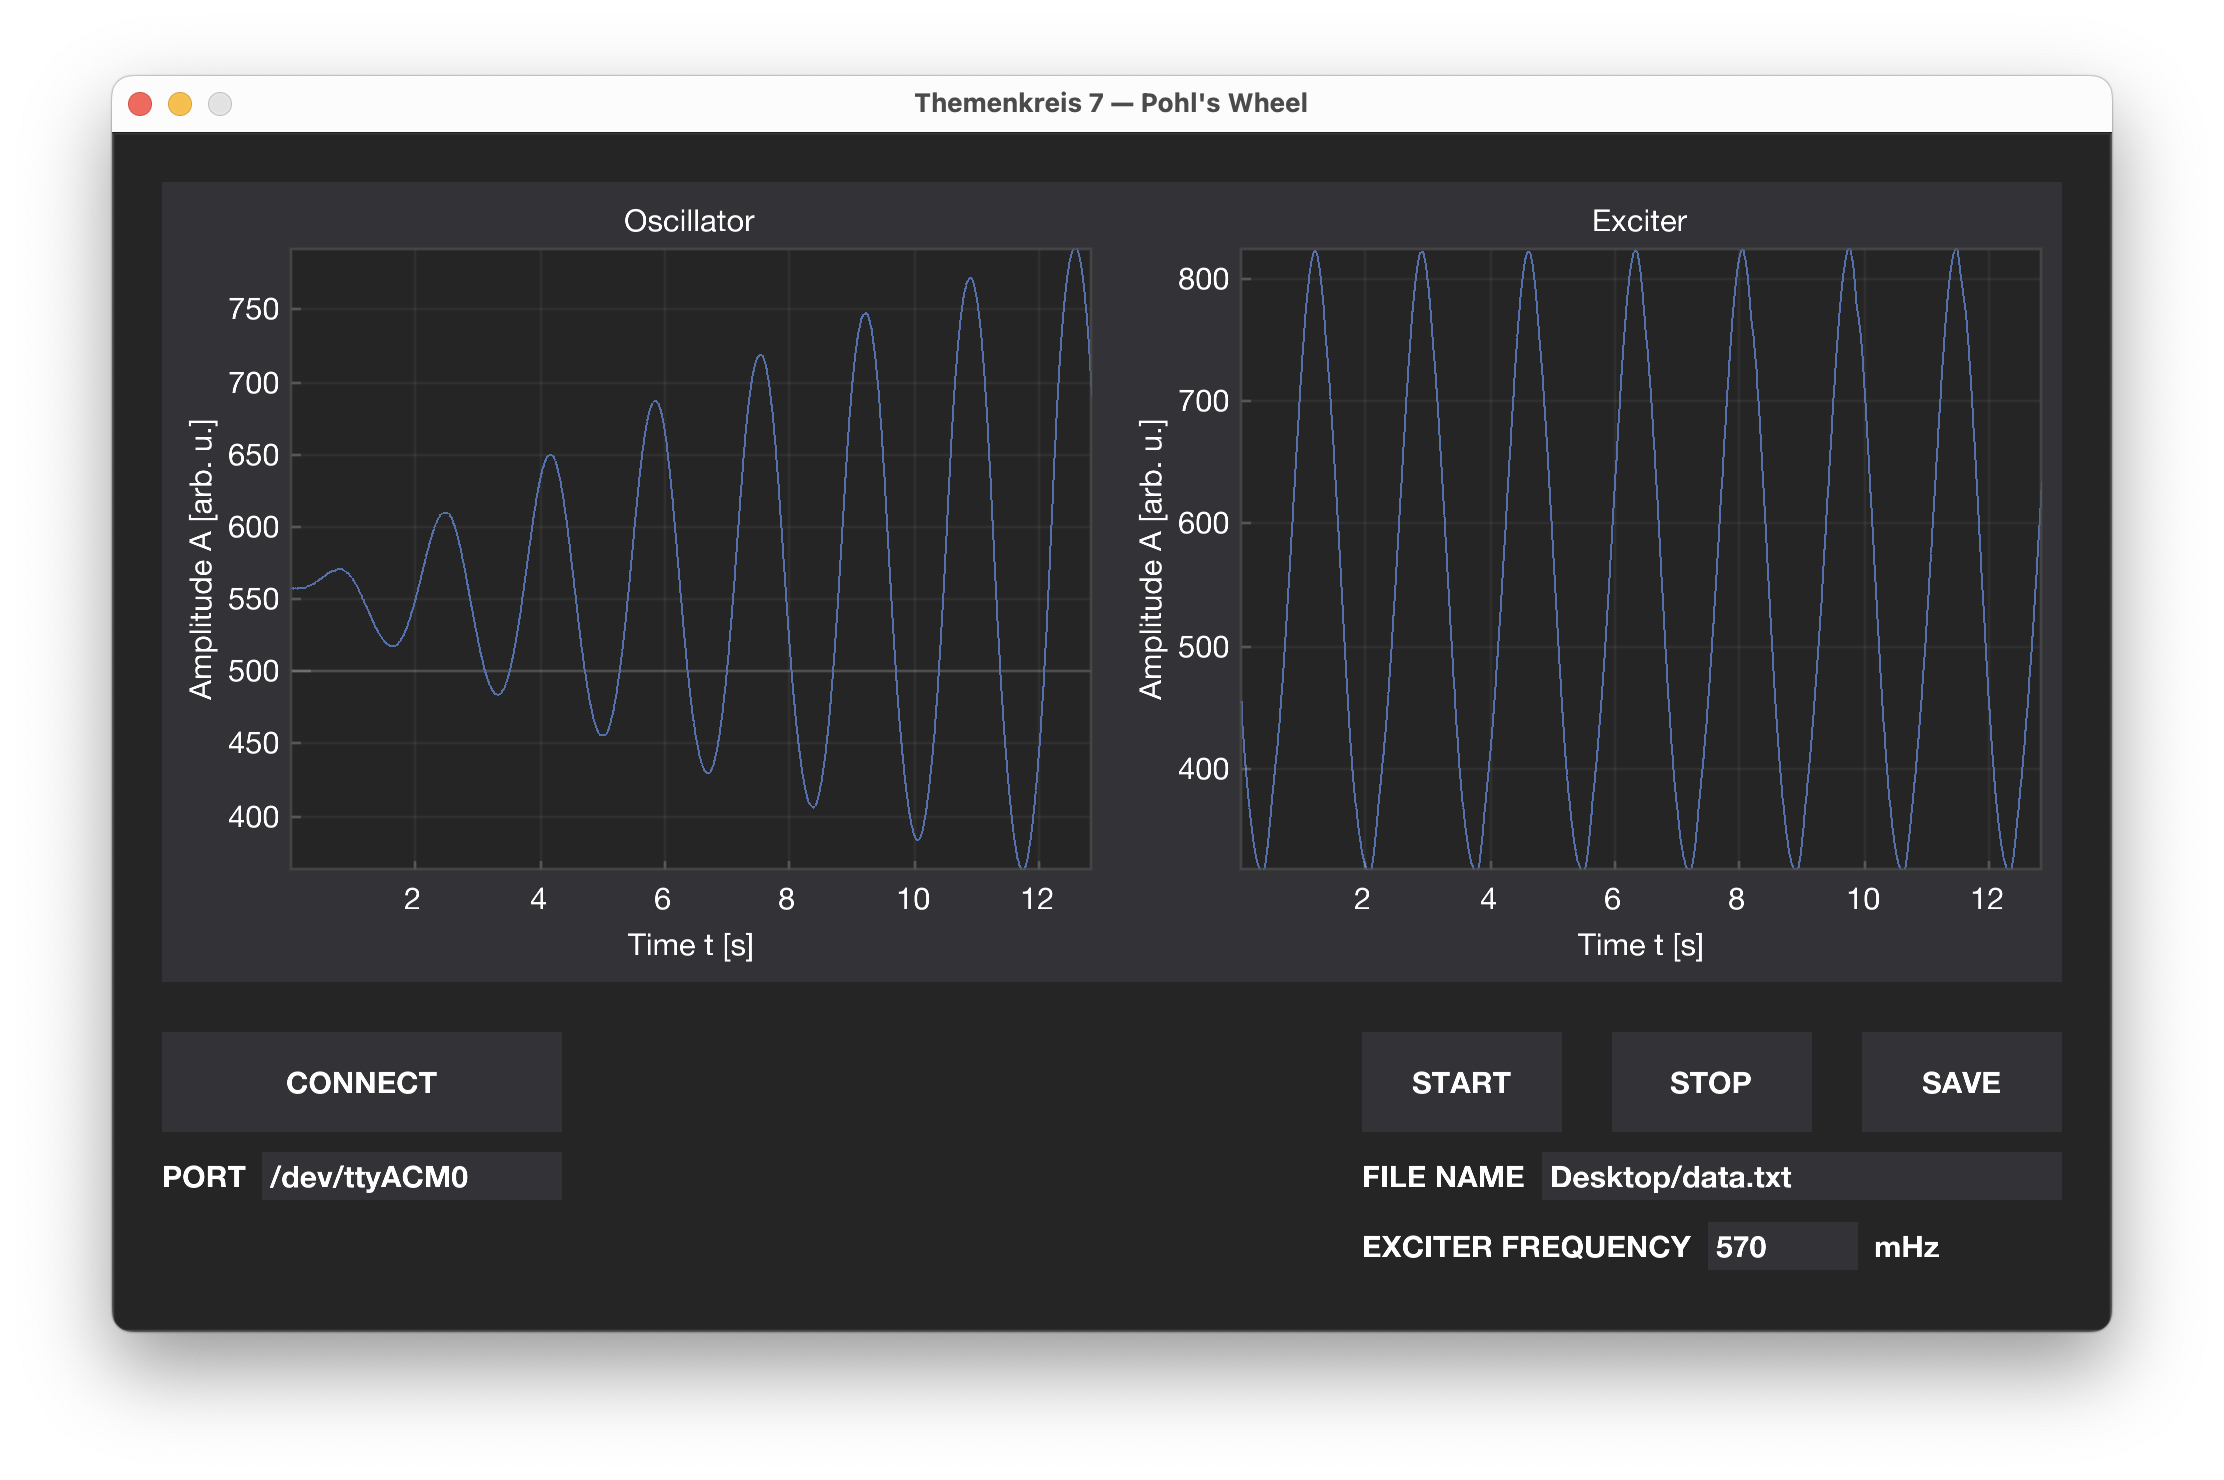 Themenkreis 7 — Pohl's Wheel
Oscillator
Amplitude A [arb. u.]
750
700
650
600
550
500
450
400
2 4 6 8 10 12
Time t [s]
Exciter
Amplitude A [arb. u.]
800
700
600
500
400
2 4 6 8 10 12
Time t [s]
CONNECT
START STOP SAVE
PORT /dev/ttyACM0
FILE NAME Desktop/data.txt
EXCITER FREQUENCY 570 mHz